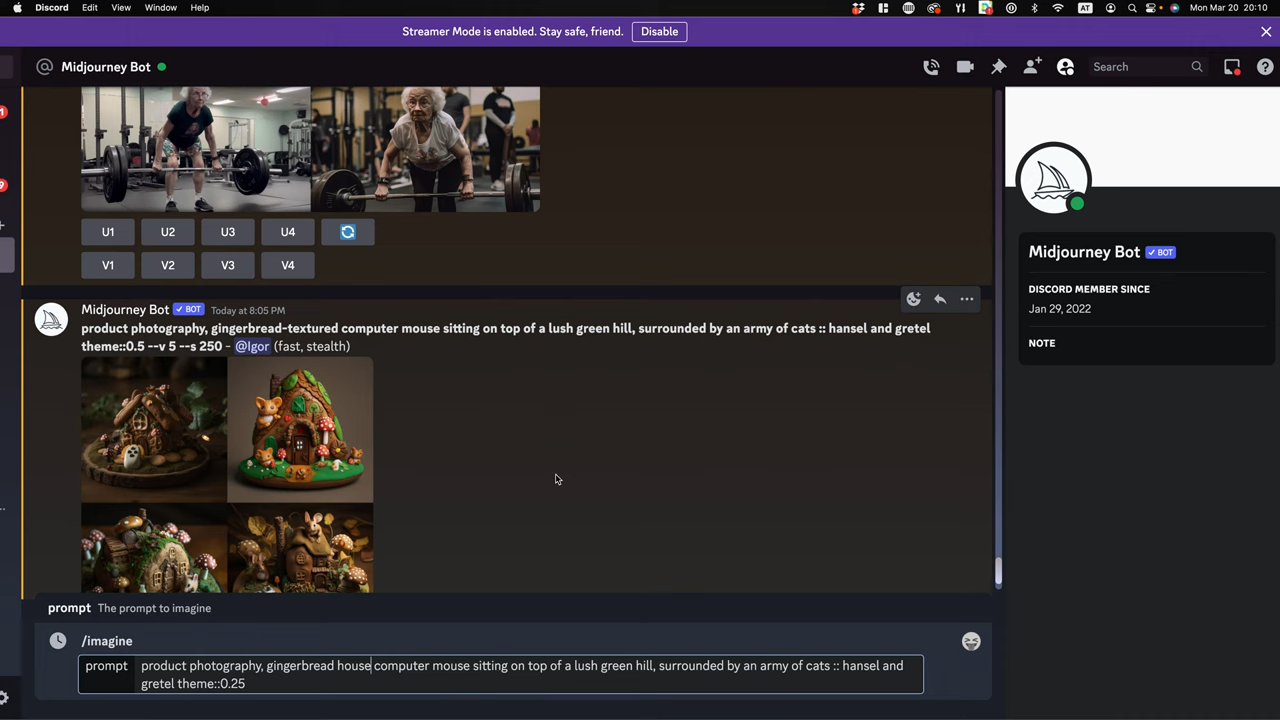 Discord Edit View Window Help AT Mon Mar 20 20:10
Streamer Mode is enabled. Stay safe, friend. Disable
@ Midjourney Bot Search
1
9
U1 U2 U3 U4
V1 V2 V3 V4
Midjourney Bot ✓ BOT Today at 8:05 PM
product photography, gingerbread-textured computer mouse sitting on top of a lush green hill, surrounded by an army of cats :: hansel and gretel
theme::0.5 --v 5 --s 250 - @Igor (fast, stealth)
Midjourney Bot ✓ BOT
DISCORD MEMBER SINCE
Jan 29, 2022
NOTE
prompt The prompt to imagine
/imagine
prompt product photography, gingerbread house computer mouse sitting on top of a lush green hill, surrounded by an army of cats :: hansel and
gretel theme::0.25